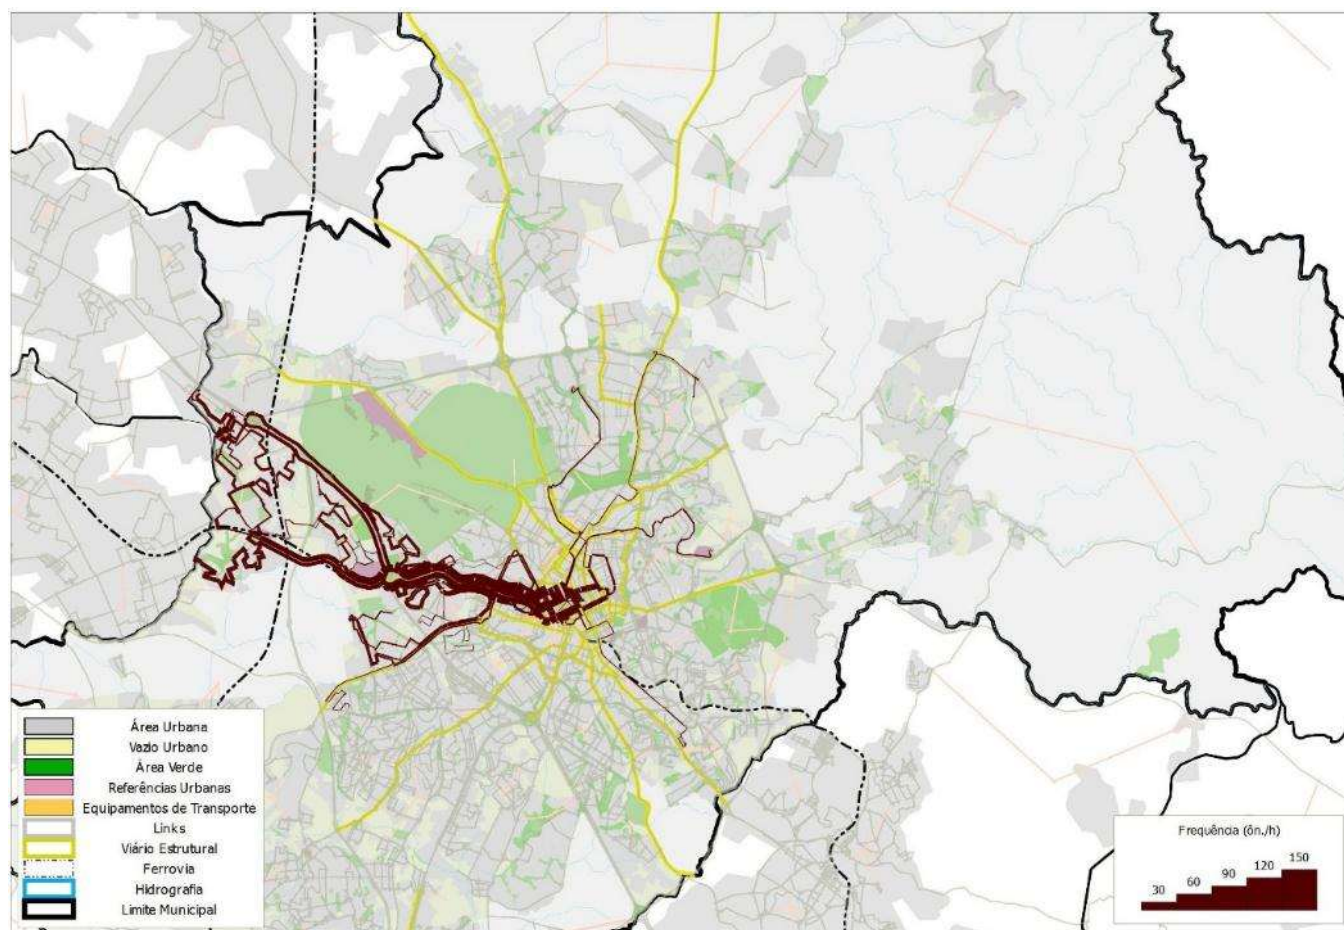 Área Urbana
Vazio Urbano
Área Verde
Referências Urbanas
Equipamentos de Transporte
Links
Viário Estrutural
Ferrovia
Hidrografia
Limite Municipal
Frequência (ôn./h)
30 60 90 120 150